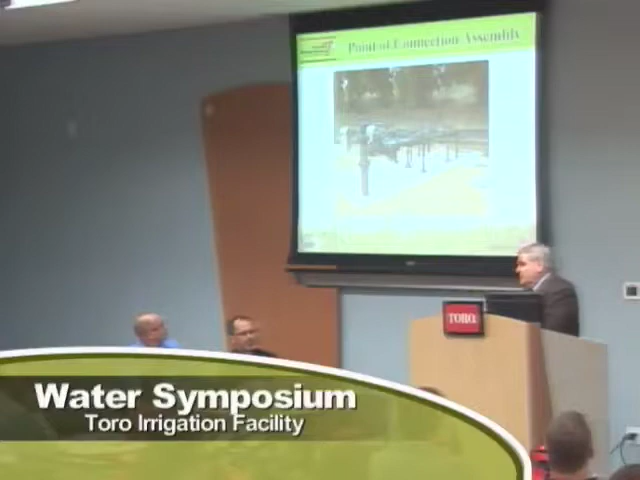 Point of Connection Assembly
TORO
Water Symposium
Toro Irrigation Facility